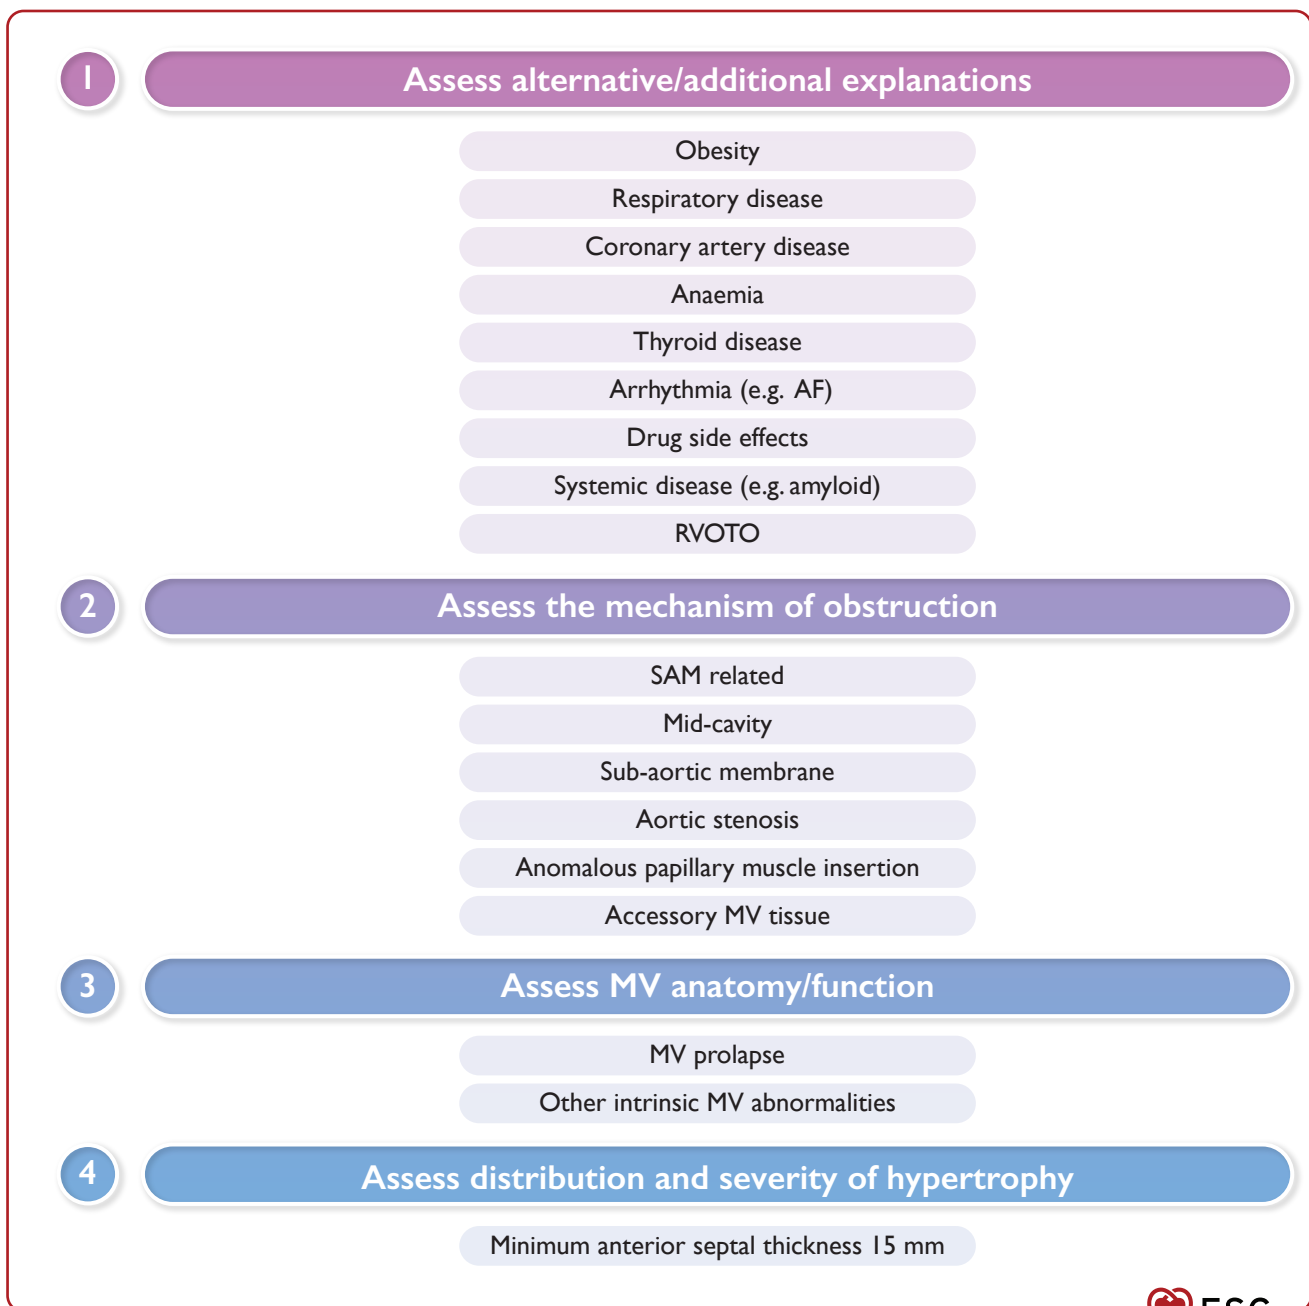 1
Assess alternative/additional explanations
Obesity
Respiratory disease
Coronary artery disease
Anaemia
Thyroid disease
Arrhythmia (e.g. AF)
Drug side effects
Systemic disease (e.g. amyloid)
RVOTO
2
Assess the mechanism of obstruction
SAM related
Mid-cavity
Sub-aortic membrane
Aortic stenosis
Anomalous papillary muscle insertion
Accessory MV tissue
3
Assess MV anatomy/function
MV prolapse
Other intrinsic MV abnormalities
4
Assess distribution and severity of hypertrophy
Minimum anterior septal thickness 15 mm
ESC